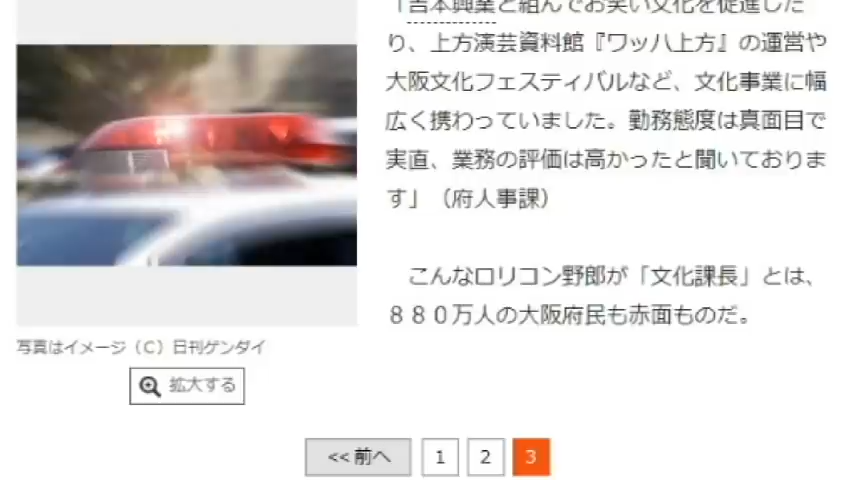 「吉本興業と組んでお笑い文化を促進した
り、上方演芸資料館『ワッハ上方』の運営や
大阪文化フェスティバルなど、文化事業に幅
広く携わっていました。勤務態度は真面目で
実直、業務の評価は高かったと聞いておりま
す」（府人事課）
こんなロリコン野郎が「文化課長」とは、
８８０万人の大阪府民も赤面ものだ。
写真はイメージ（Ｃ）日刊ゲンダイ
拡大する
<<前へ 1 2 3